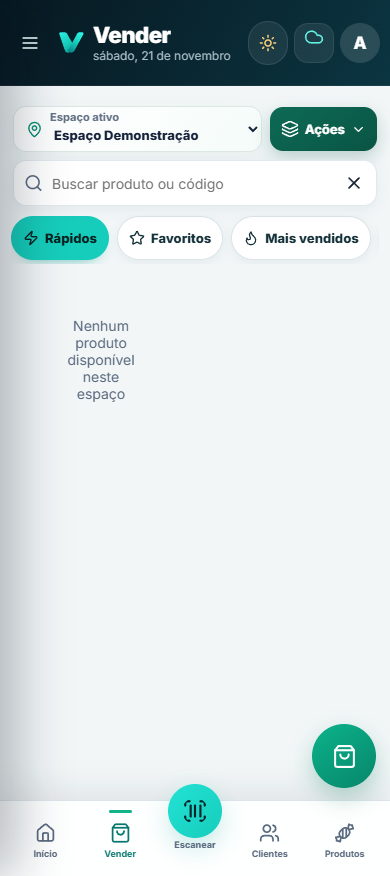 Vender
sábado, 21 de novembro
A
Espaço ativo
Espaço Demonstração
Ações
Buscar produto ou código
Rápidos
Favoritos
Mais vendidos
Nenhum
produto
disponível
neste
espaço
Início
Vender
Escanear
Clientes
Produtos